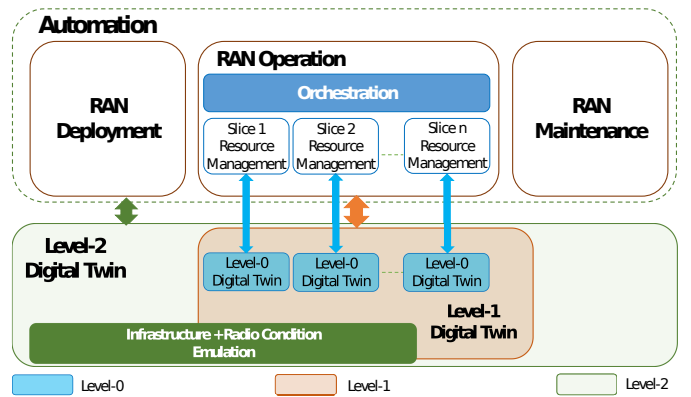 Automation
RAN
Deployment
RAN Operation
Orchestration
Slice 1
Resource
Management
Slice 2
Resource
Management
Slice n
Resource
Management
RAN
Maintenance
Level-2
Digital Twin
Level-0
Digital Twin
Level-0
Digital Twin
Level-0
Digital Twin
Level-1
Digital Twin
Infrastructure + Radio Condition
Emulation
Level-0
Level-1
Level-2